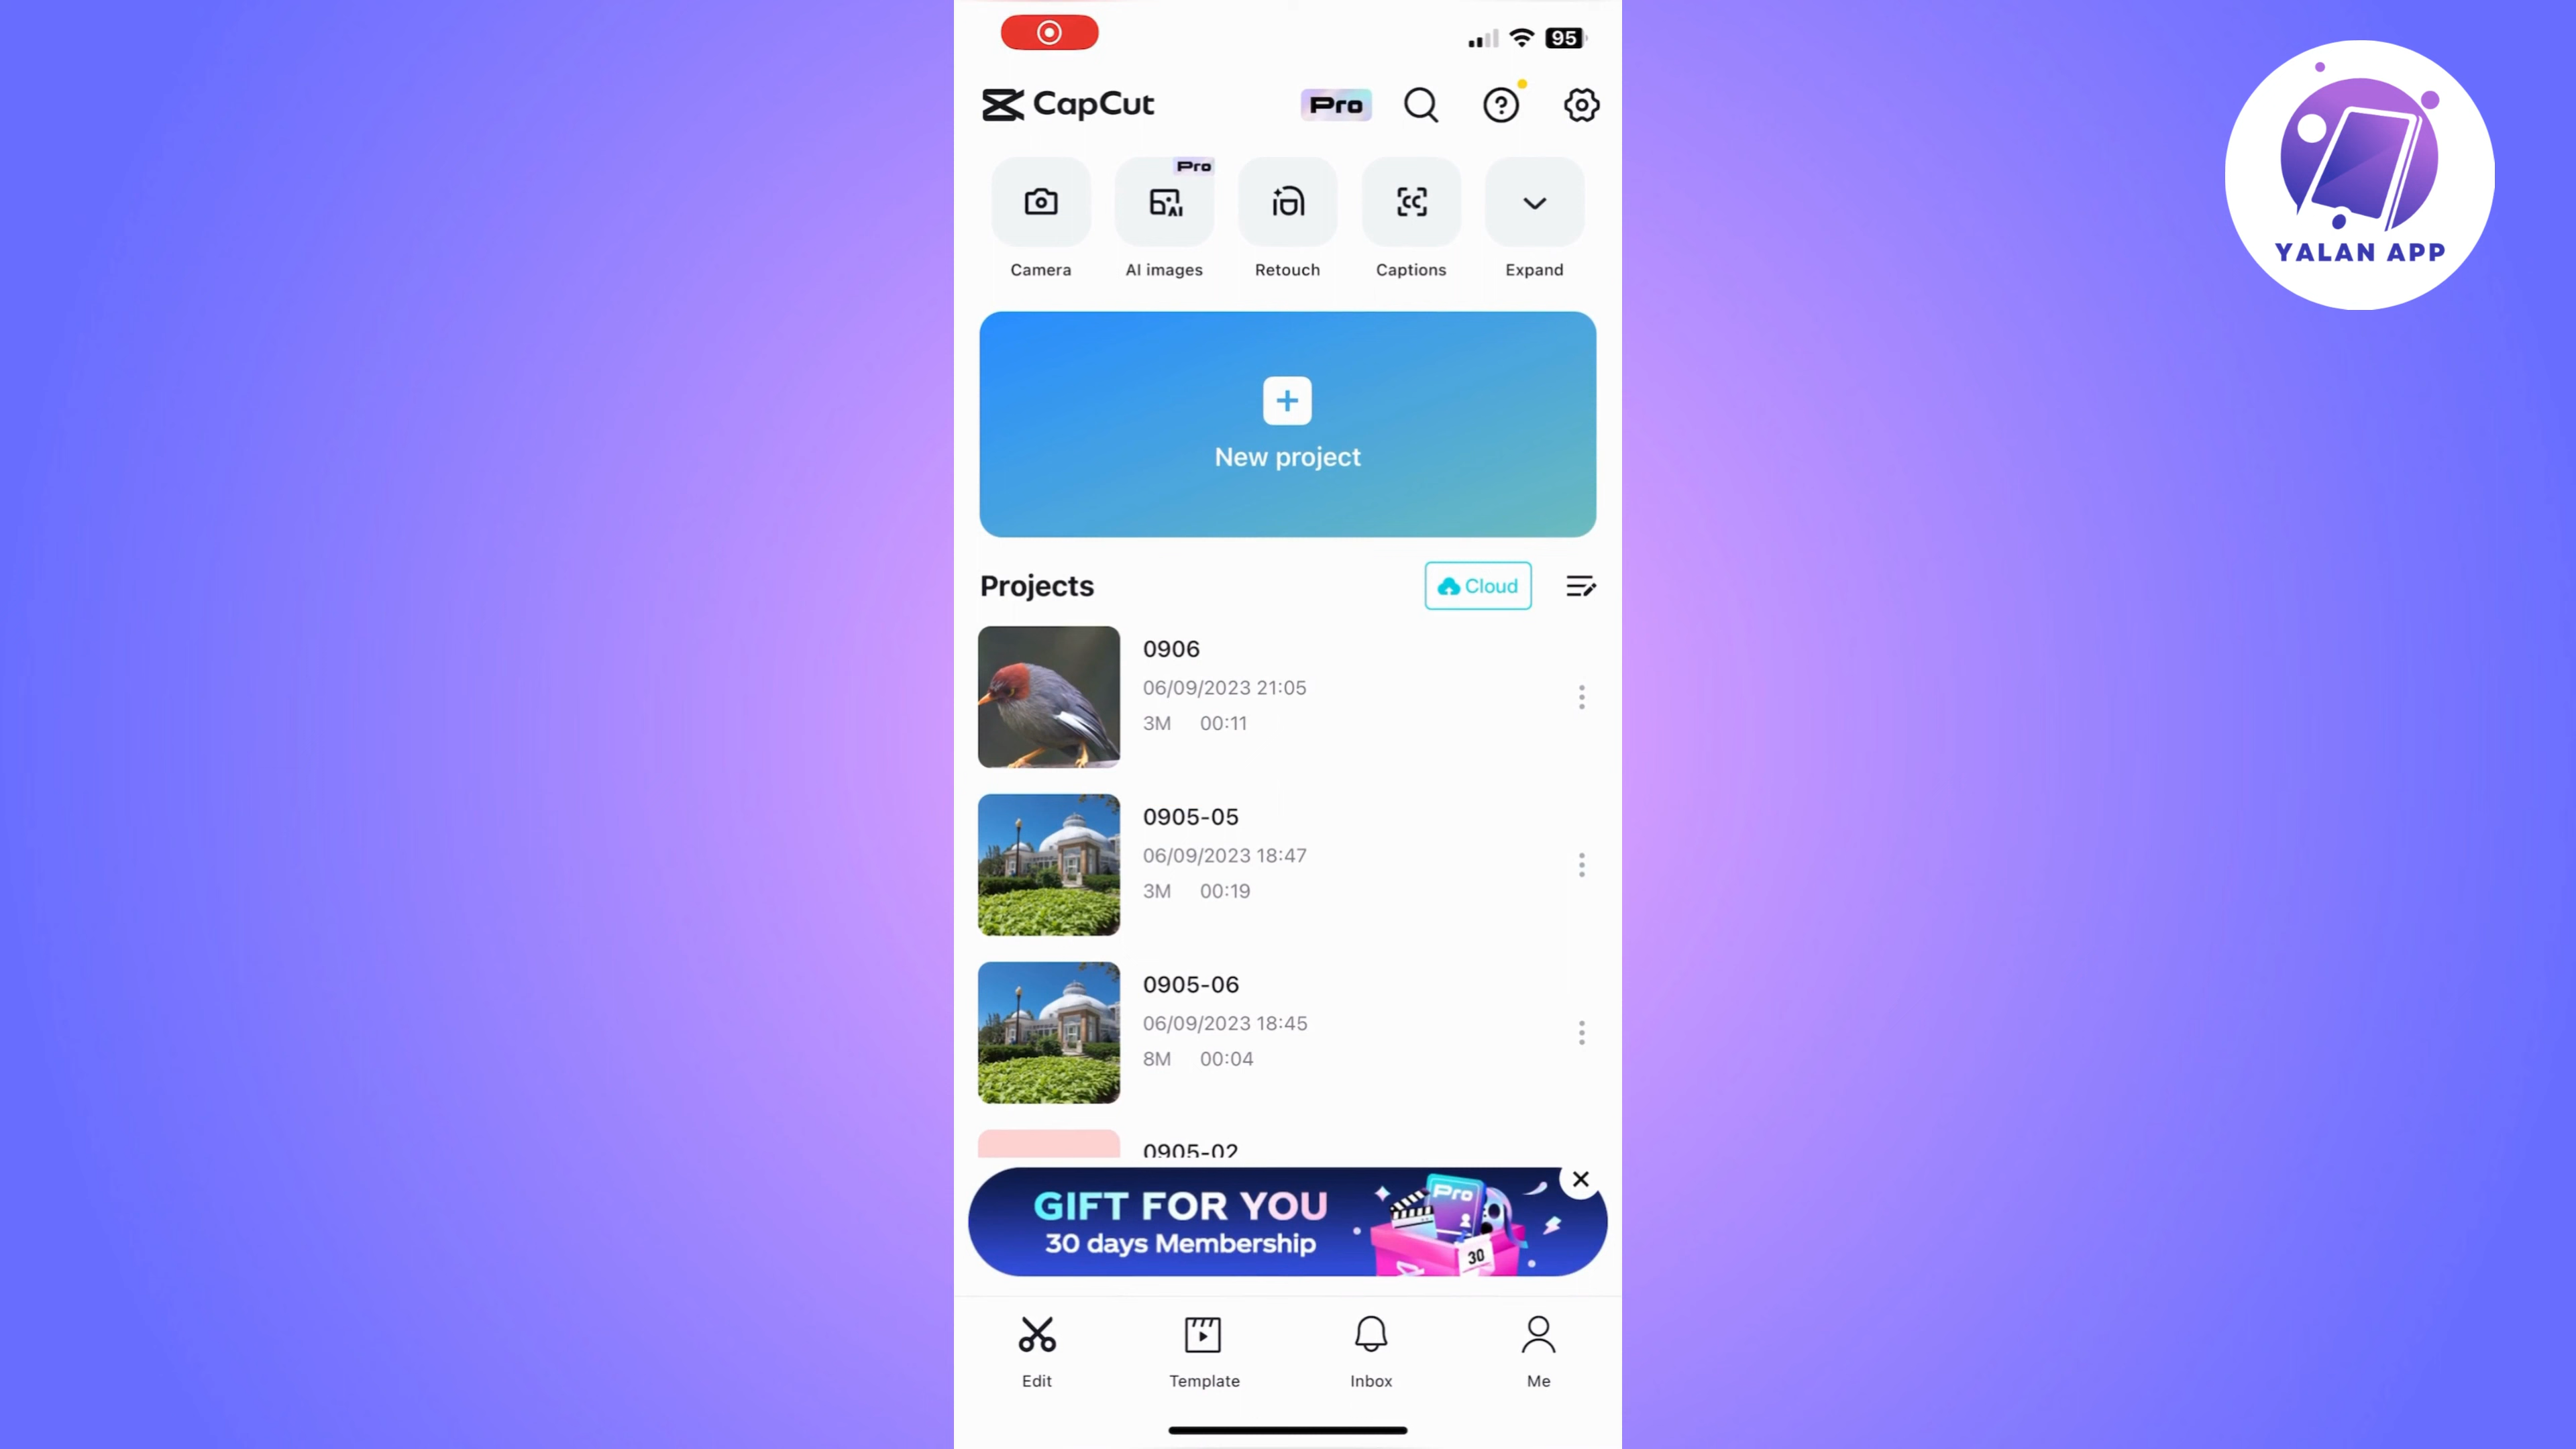 95
CapCut
Pro
Pro
AI
CC
Camera
AI images
Retouch
Captions
Expand
New project
Projects
Cloud
0906
06/09/2023 21:05
3M 00:11
0905-05
06/09/2023 18:47
3M 00:19
0905-06
06/09/2023 18:45
8M 00:04
0905-02
GIFT FOR YOU
30 days Membership
Pro
30
Edit
Template
Inbox
Me
YALAN APP